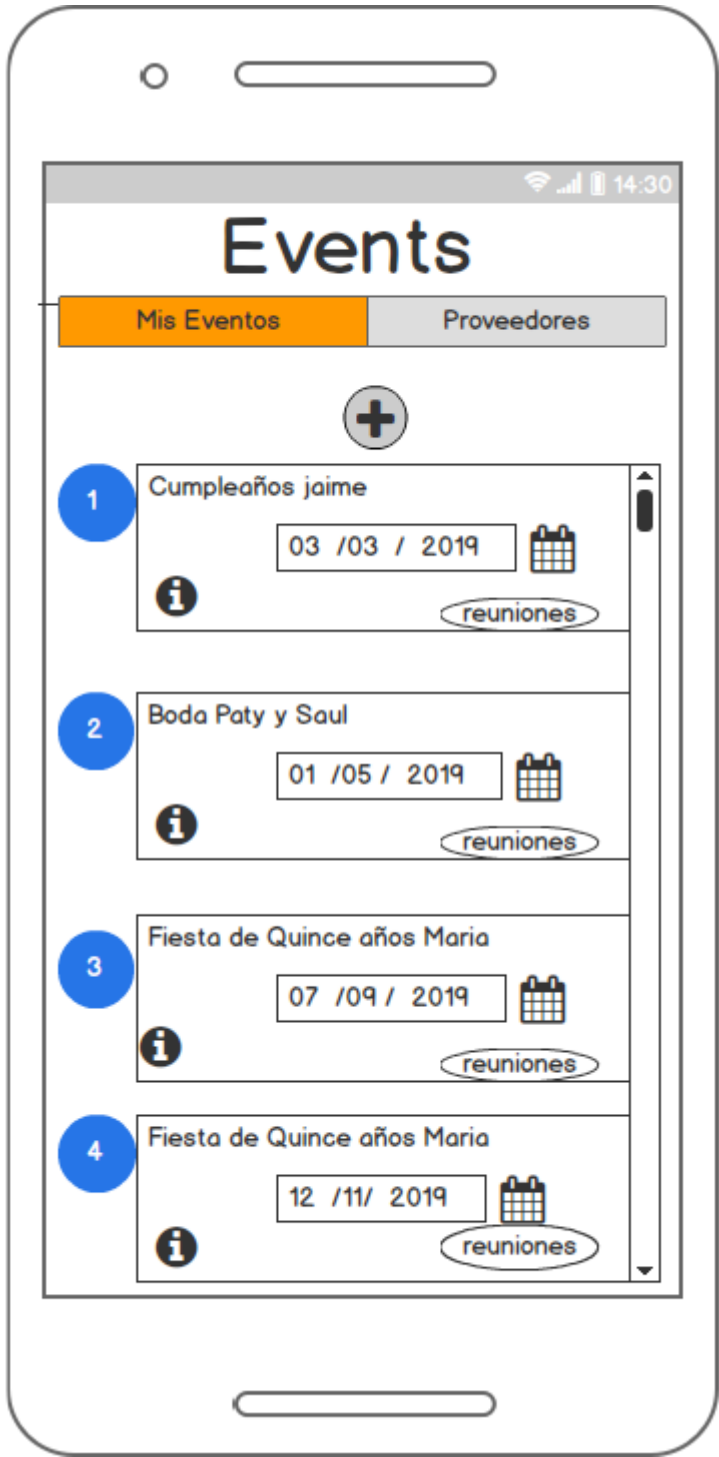 14:30
Events
Mis Eventos Proveedores
1 Cumpleaños jaime
03 /03 / 2019
reuniones
2 Boda Paty y Saul
01 /05 / 2019
reuniones
Fiesta de Quince años Maria
3
07 /09 / 2019
reuniones
4 Fiesta de Quince años Maria
12 /11/ 2019
reuniones